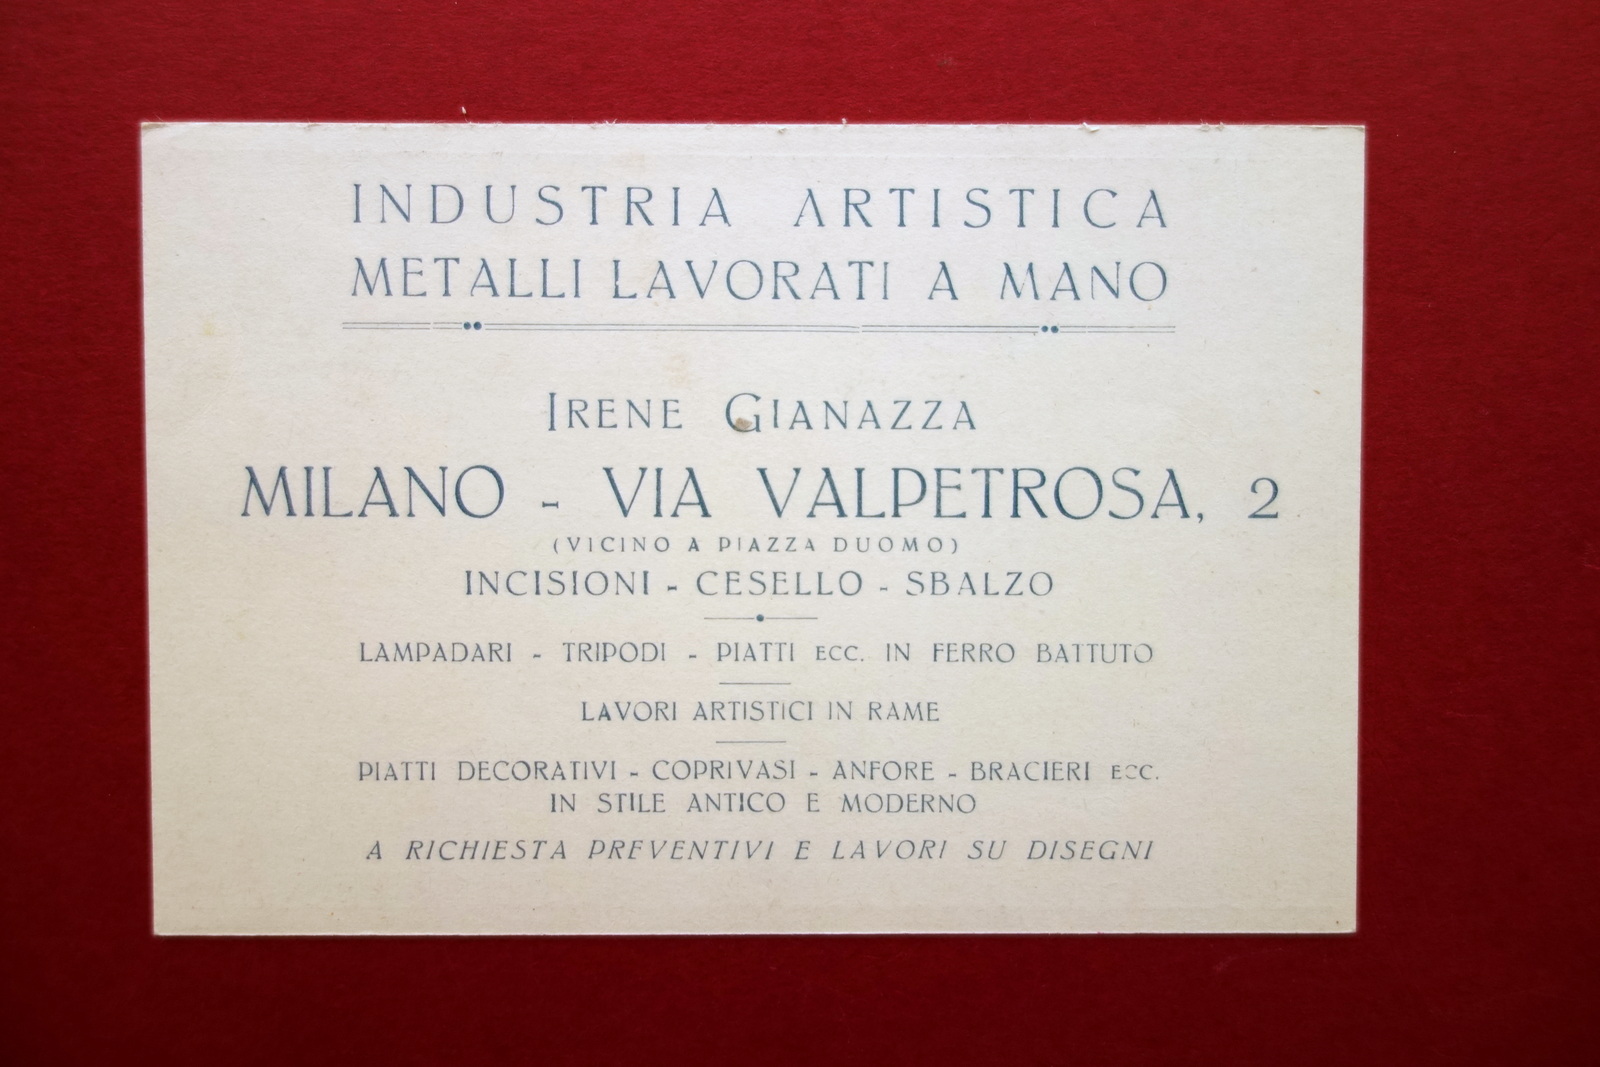 INDUSTRIA ARTISTICA
METALLI LAVORATI A MANO
IRENE GIANAZZA
MILANO - VIA VALPETROSA, 2
(VICINO A PIAZZA DUOMO)
INCISIONI - CESELLO - SBALZO
LAMPADARI - TRIPODI - PIATTI ECC. IN FERRO BATTUTO
LAVORI ARTISTICI IN RAME
PIATTI DECORATIVI - COPRIVASI - ANFORE - BRACIERI ECC.
IN STILE ANTICO E MODERNO
A RICHIESTA PREVENTIVI E LAVORI SU DISEGNI